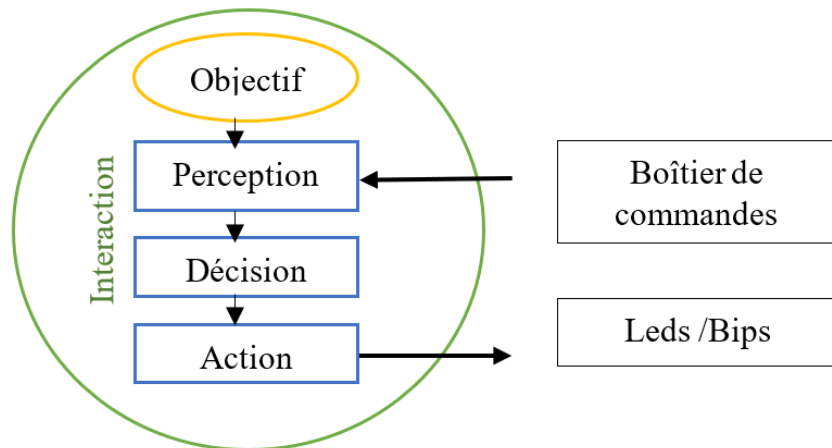 Objectif
Interaction
Perception
Boîtier de
commandes
Décision
Leds /Bips
Action